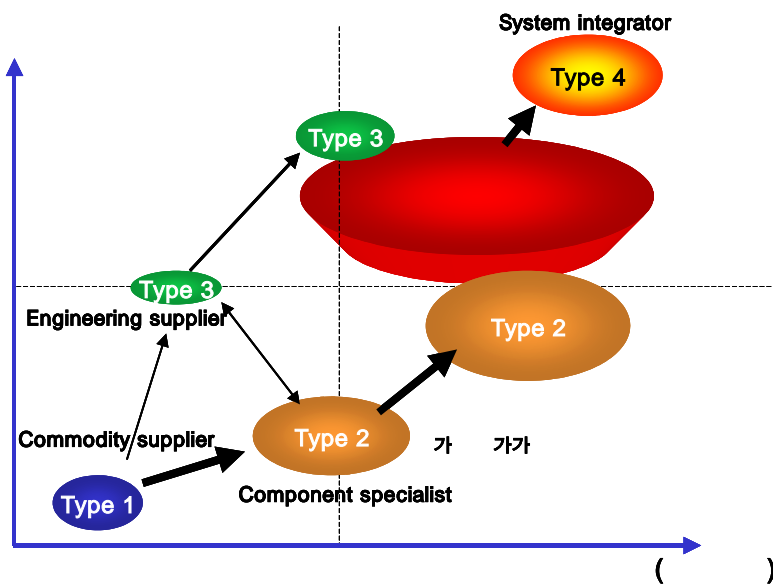 System integrator
Type 4
Type 3
Type 3
Engineering supplier
Type 2
Commodity supplier
Type 2
가 가가
Type 1
Component specialist
( )